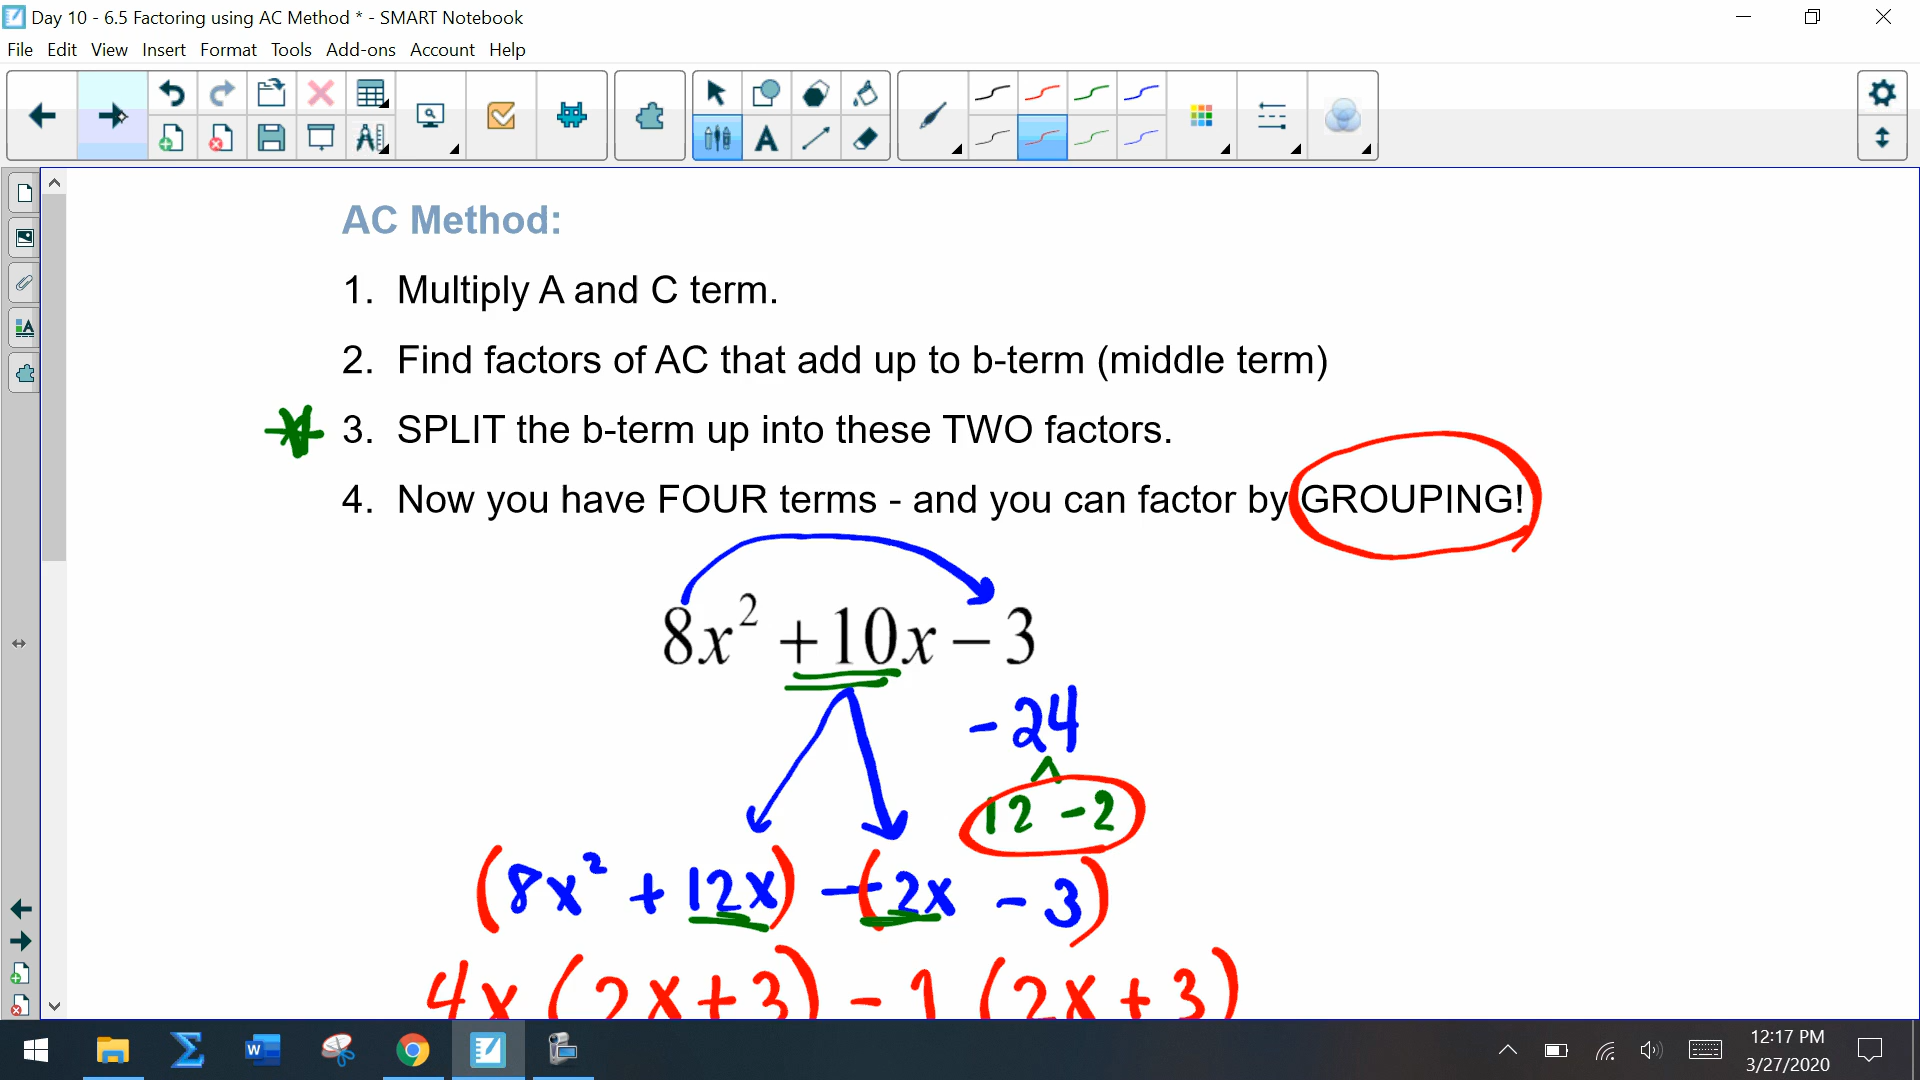 Day 10 - 6.5 Factoring using AC Method * - SMART Notebook
File Edit View Insert Format Tools Add-ons Account Help
AC Method:
1. Multiply A and C term.
2. Find factors of AC that add up to b-term (middle term)
3. SPLIT the b-term up into these TWO factors.
4. Now you have FOUR terms - and you can factor by GROUPING!
8x² +10x − 3
-24
12 -2
(8x² + 12x) -(-2x - 3)
4x (2x+3) - 1 (2x+3)
12:17 PM
3/27/2020